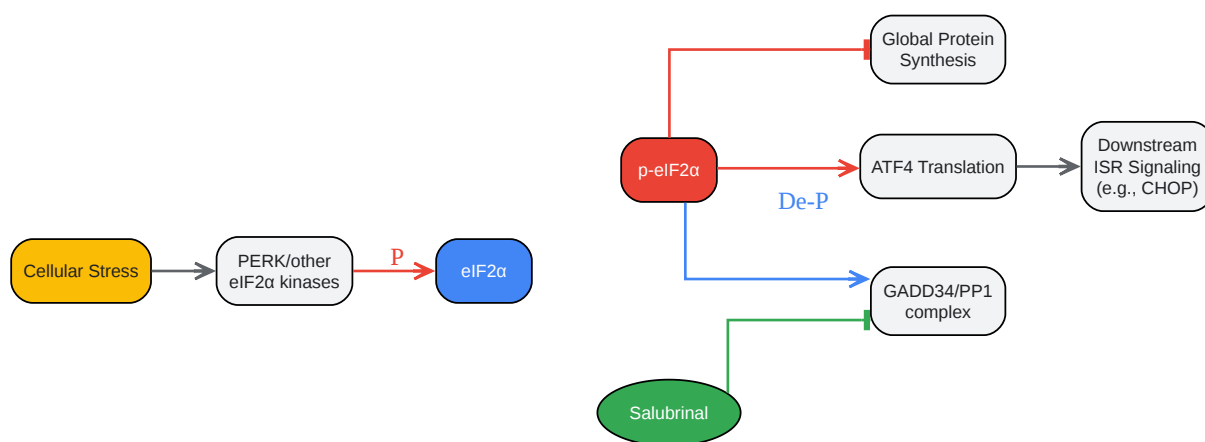 Global Protein
Synthesis
p-eIF2α
ATF4 Translation
Downstream
ISR Signaling
(e.g., CHOP)
De-P
Cellular Stress
PERK/other
eIF2α kinases
P
eIF2α
GADD34/PP1
complex
Salubrinal